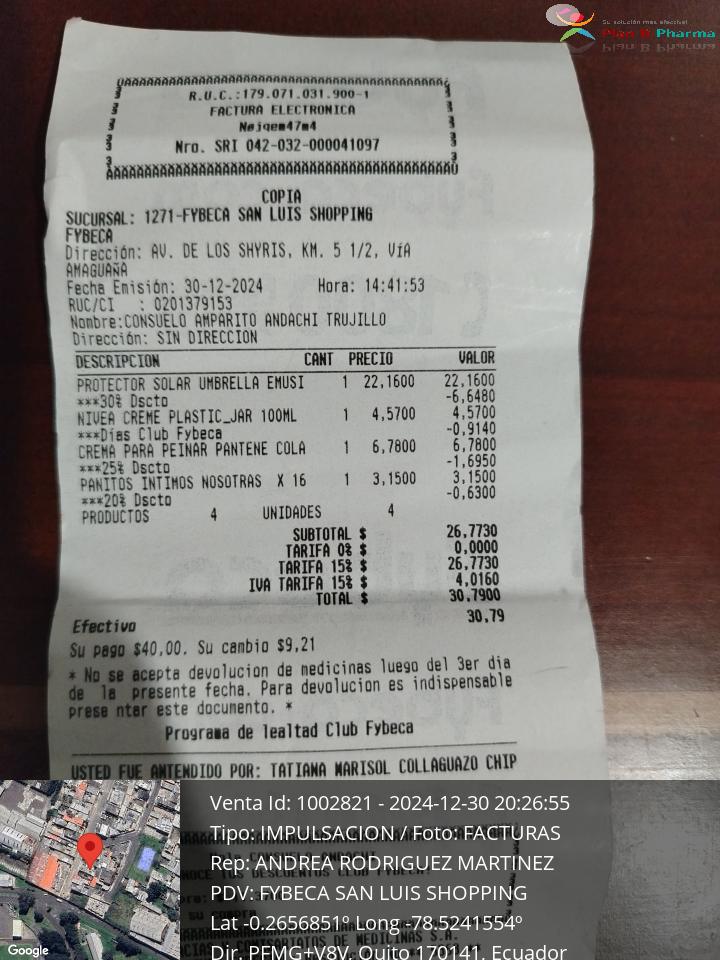 Su solución más efectiva!
Plan B Pharma
R.U.C.:179.071.031.900-1
FACTURA ELECTRONICA
Nro. SRI 042-032-000041097
COPIA
SUCURSAL: 1271-FYBECA SAN LUIS SHOPPING
FYBECA
Dirección: AV. DE LOS SHYRIS, KM. 5 1/2, VíA
AMAGUAÑA
Fecha Emisión: 30-12-2024 Hora: 14:41:53
RUC/CI : 0201379153
Nombre:CONSUELO AMPARITO ANDACHI TRUJILLO
Dirección: SIN DIRECCION
DESCRIPCION CANT PRECIO VALOR
PROTECTOR SOLAR UMBRELLA EMUSI 1 22,1600 22,1600
***30% Dscto -6,6480
NIVEA CREME PLASTIC_JAR 100ML 1 4,5700 4,5700
***Días Club Fybeca -0,9140
CREMA PARA PEINAR PANTENE COLA 1 6,7800 6,7800
***25% Dscto -1,6950
PANITOS INTIMOS NOSOTRAS X 16 1 3,1500 3,1500
***20% Dscto -0,6300
PRODUCTOS 4 UNIDADES 4
SUBTOTAL $ 26,7730
TARIFA 0% $ 0,0000
TARIFA 15% $ 26,7730
IVA TARIFA 15% $ 4,0160
TOTAL $ 30,7900
Efectivo 30,79
Su pago $40,00. Su cambio $9,21
* No se acepta devolucion de medicinas luego del 3er dia
de la presente fecha. Para devolucion es indispensable
prese ntar este documento. *
Programa de lealtad Club Fybeca
USTED FUE ANTENDIDO POR: TATIANA MARISOL COLLAGUAZO CHIP
Venta Id: 1002821 - 2024-12-30 20:26:55
Tipo: IMPULSACION / Foto: FACTURAS
Rep: ANDREA RODRIGUEZ MARTINEZ
PDV: FYBECA SAN LUIS SHOPPING
Lat -0.2656851º Long -78.5241554º
Dir. PFMG+V8V, Quito 170141, Ecuador
Google